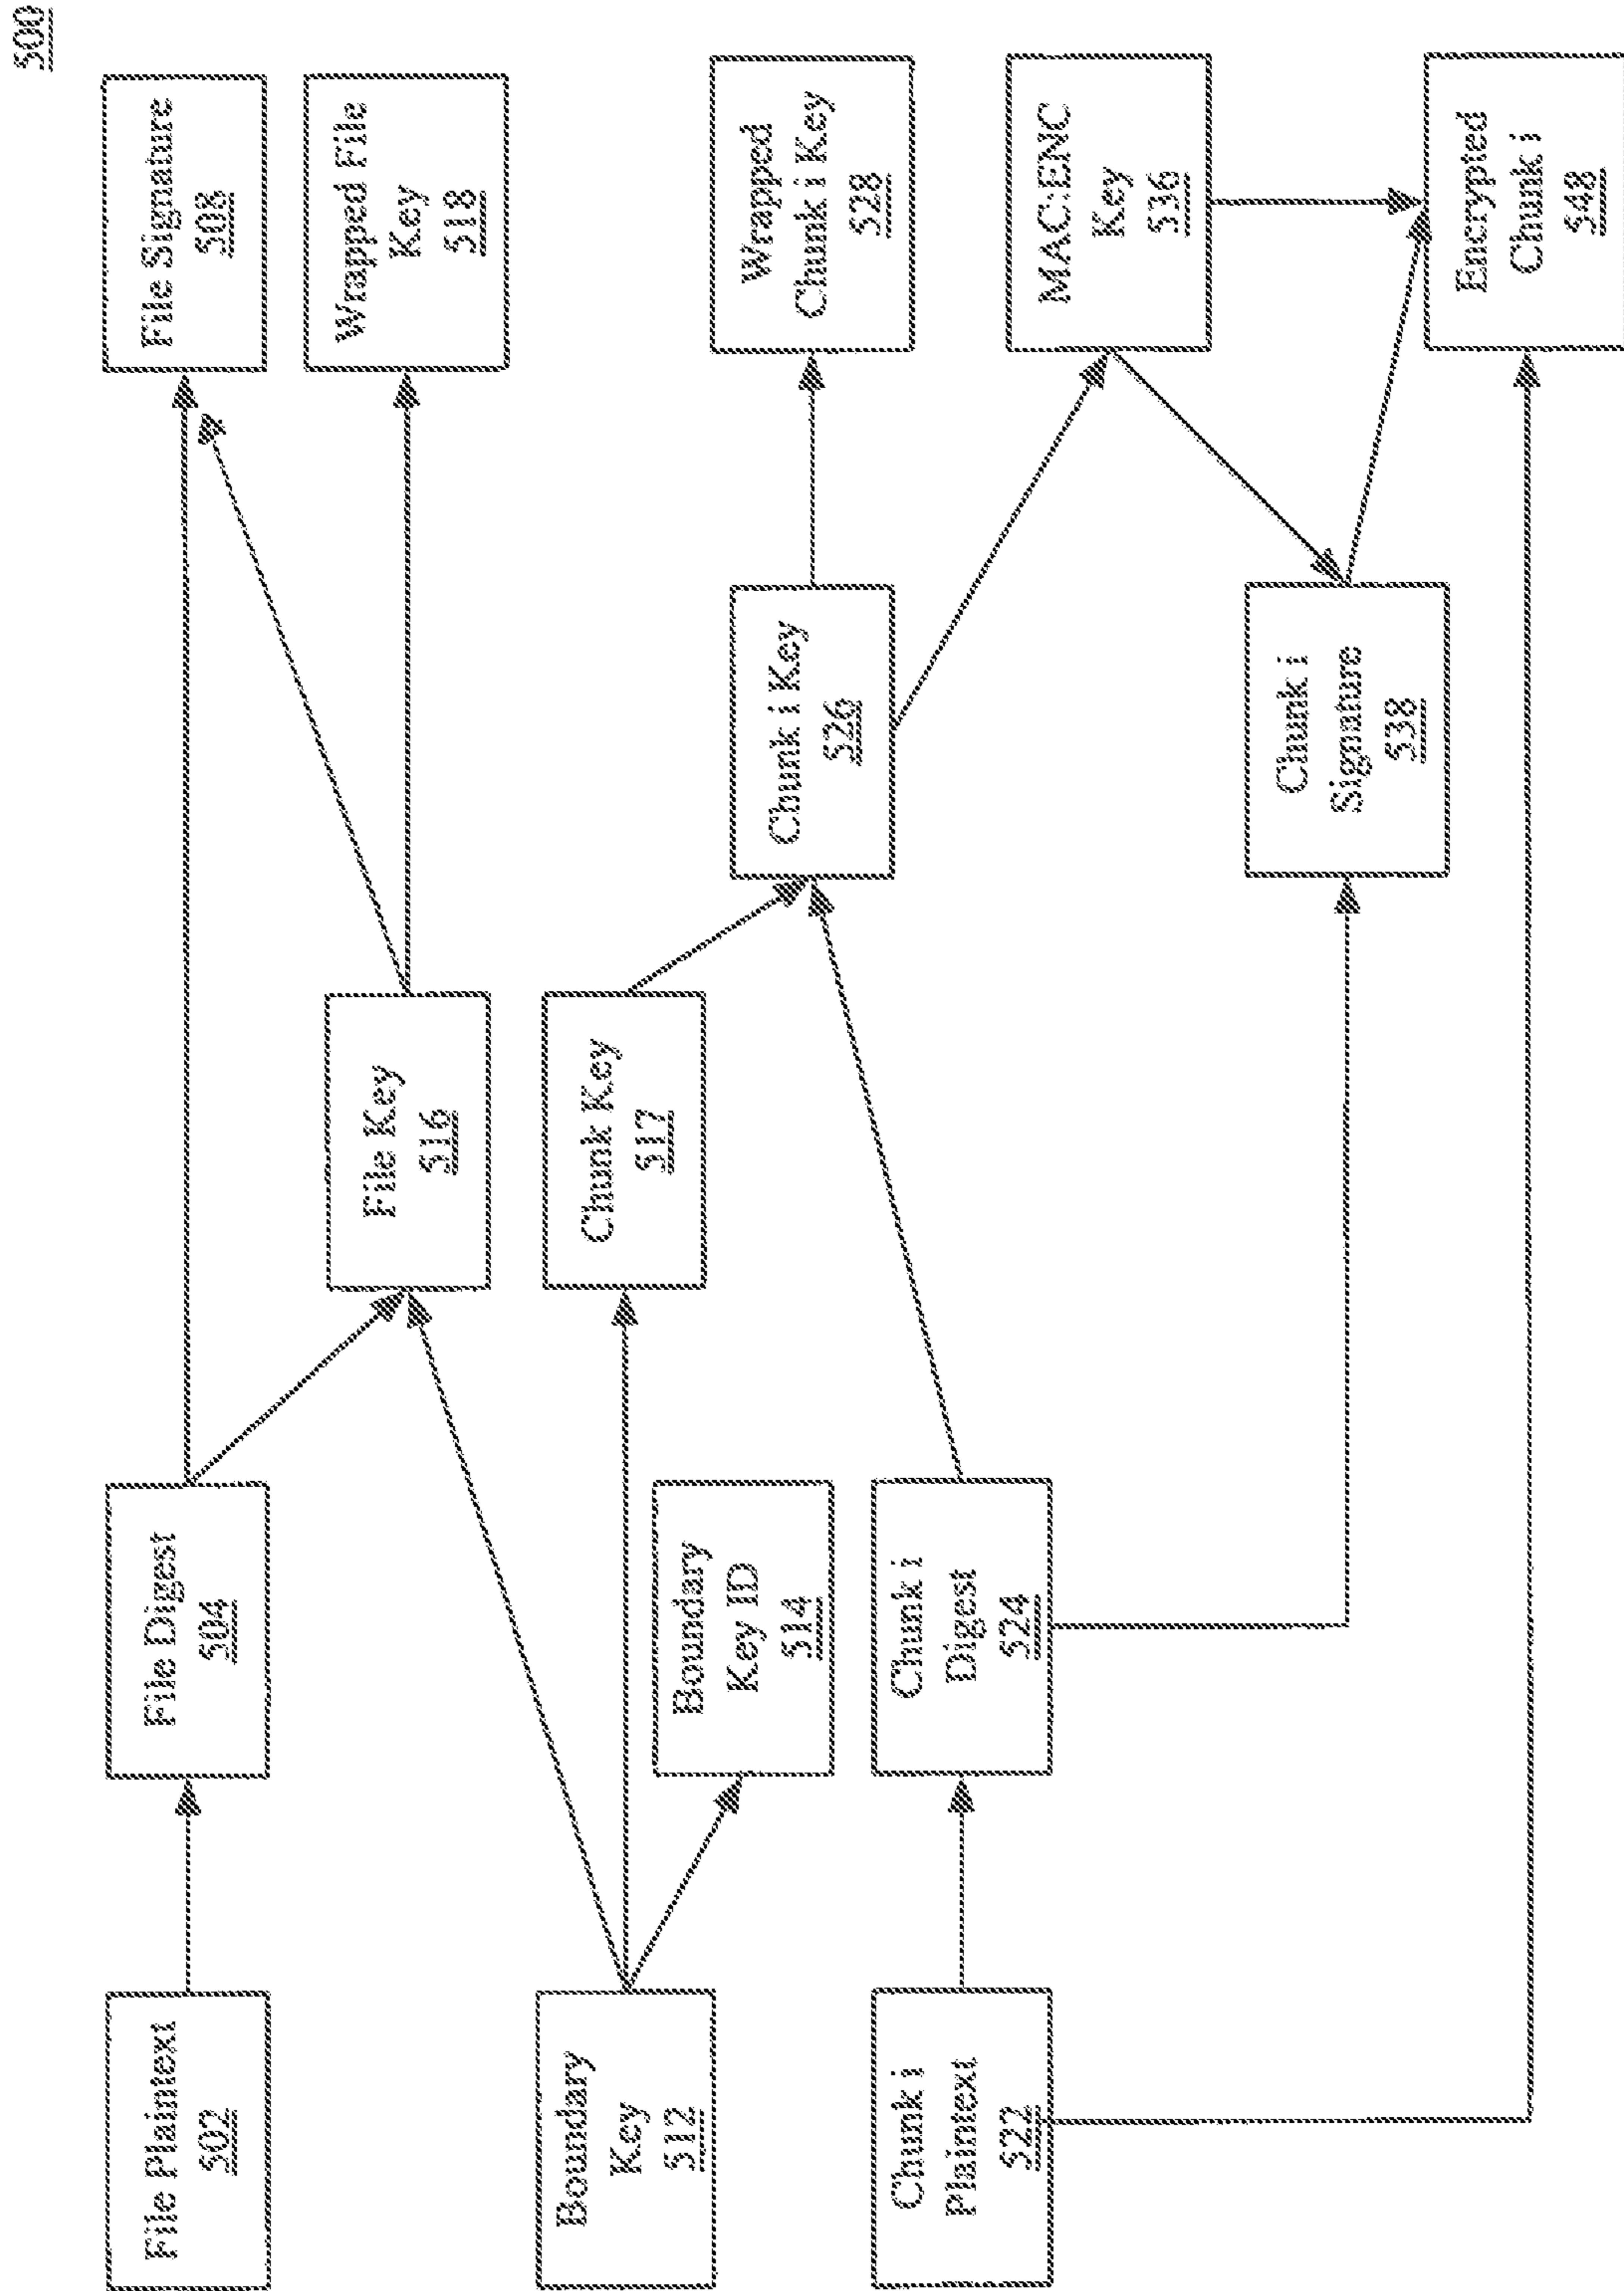 500
File Plaintext
502
File Digest
504
File Signature
508
File Key
516
Wrapped File
Key
518
Boundary
Key
512
Chunk Key
517
Boundary
Key ID
514
Chunk i Key
526
Wrapped
Chunk i Key
528
Chunk i
Plaintext
522
Chunk i
Digest
524
MAC:ENC
Key
536
Chunk i
Signature
538
Encrypted
Chunk i
548